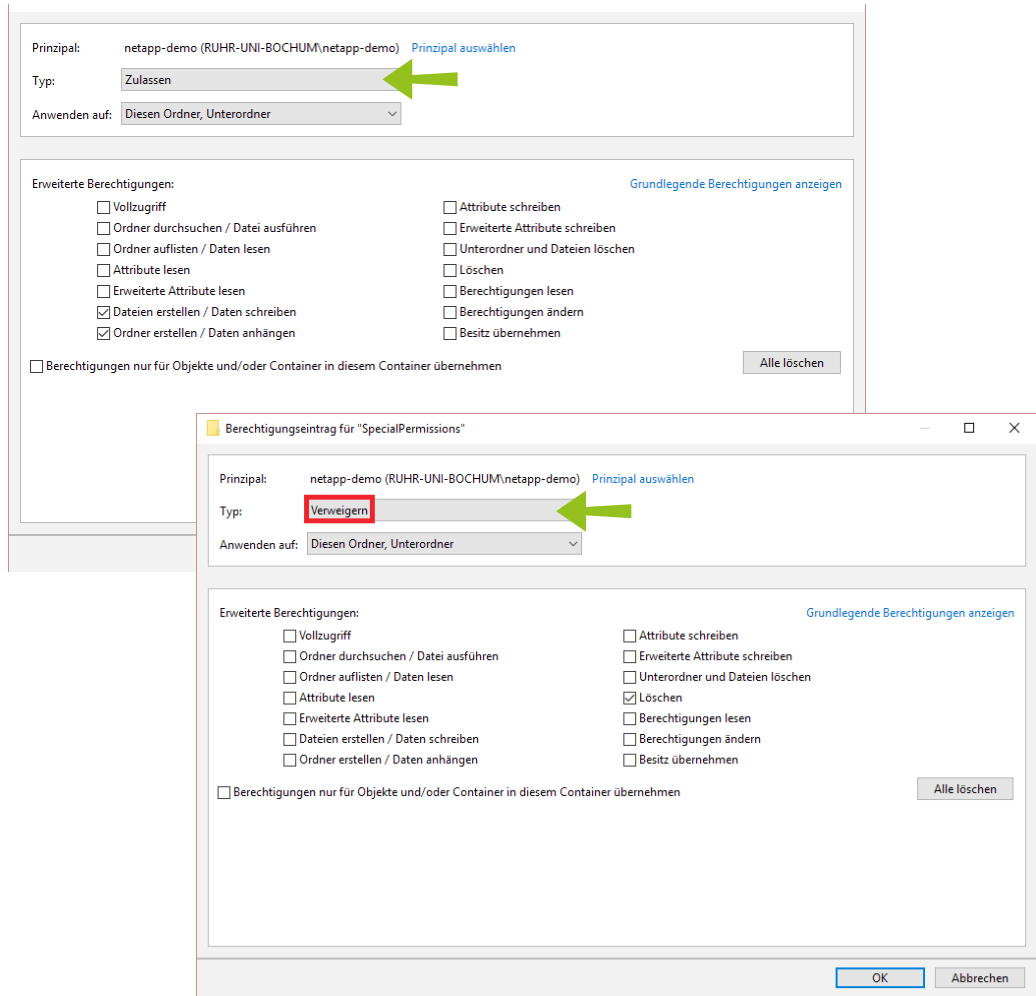 Prinzipal: netapp-demo (RUHR-UNI-BOCHUM\netapp-demo) Prinzipal auswählen
Typ: Zulassen
Anwenden auf: Diesen Ordner, Unterordner
Erweiterte Berechtigungen: Grundlegende Berechtigungen anzeigen
Vollzugriff Attribute schreiben
Ordner durchsuchen / Datei ausführen Erweiterte Attribute schreiben
Ordner auflisten / Daten lesen Unterordner und Dateien löschen
Attribute lesen Löschen
Erweiterte Attribute lesen Berechtigungen lesen
Dateien erstellen / Daten schreiben Berechtigungen ändern
Ordner erstellen / Daten anhängen Besitz übernehmen
Berechtigungen nur für Objekte und/oder Container in diesem Container übernehmen Alle löschen
Berechtigungseintrag für "SpecialPermissions"
Prinzipal: netapp-demo (RUHR-UNI-BOCHUM\netapp-demo) Prinzipal auswählen
Typ: Verweigern
Anwenden auf: Diesen Ordner, Unterordner
Erweiterte Berechtigungen: Grundlegende Berechtigungen anzeigen
Vollzugriff Attribute schreiben
Ordner durchsuchen / Datei ausführen Erweiterte Attribute schreiben
Ordner auflisten / Daten lesen Unterordner und Dateien löschen
Attribute lesen Löschen
Erweiterte Attribute lesen Berechtigungen lesen
Dateien erstellen / Daten schreiben Berechtigungen ändern
Ordner erstellen / Daten anhängen Besitz übernehmen
Berechtigungen nur für Objekte und/oder Container in diesem Container übernehmen Alle löschen
OK Abbrechen